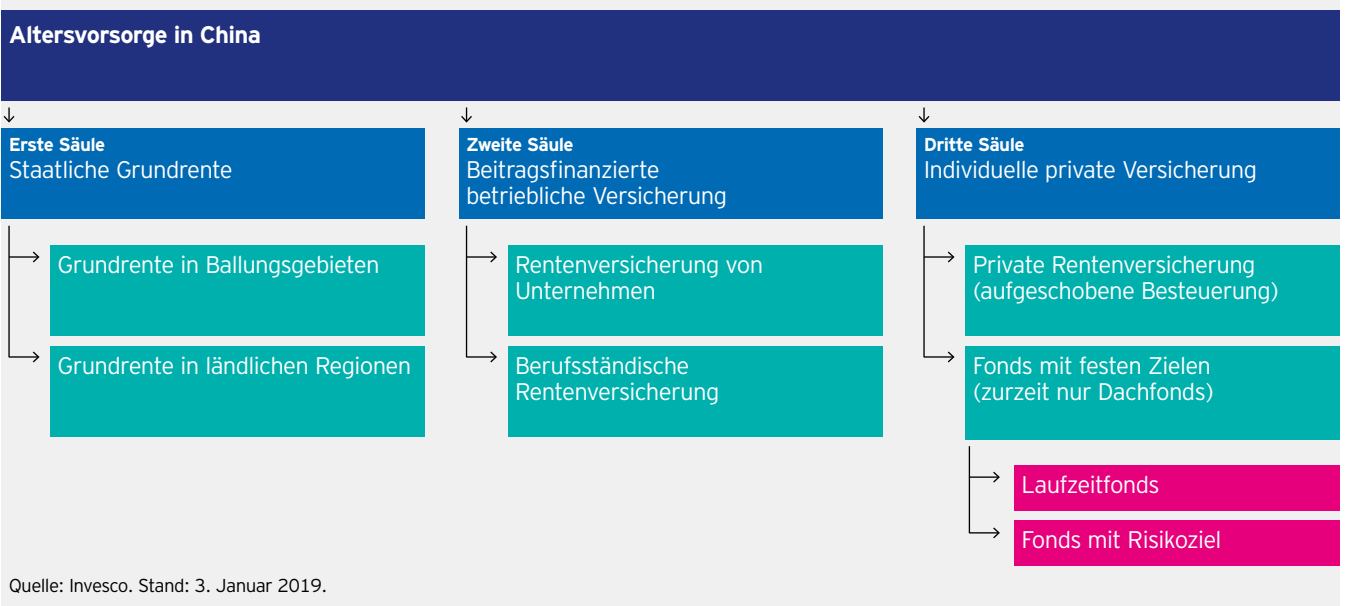 Altersvorsorge in China
Erste Säule
Staatliche Grundrente
Grundrente in Ballungsgebieten
Grundrente in ländlichen Regionen
Zweite Säule
Beitragsfinanzierte
betriebliche Versicherung
Rentenversicherung von
Unternehmen
Berufsständische
Rentenversicherung
Dritte Säule
Individuelle private Versicherung
Private Rentenversicherung
(aufgeschobene Besteuerung)
Fonds mit festen Zielen
(zurzeit nur Dachfonds)
Laufzeitfonds
Fonds mit Risikoziel
Quelle: Invesco. Stand: 3. Januar 2019.